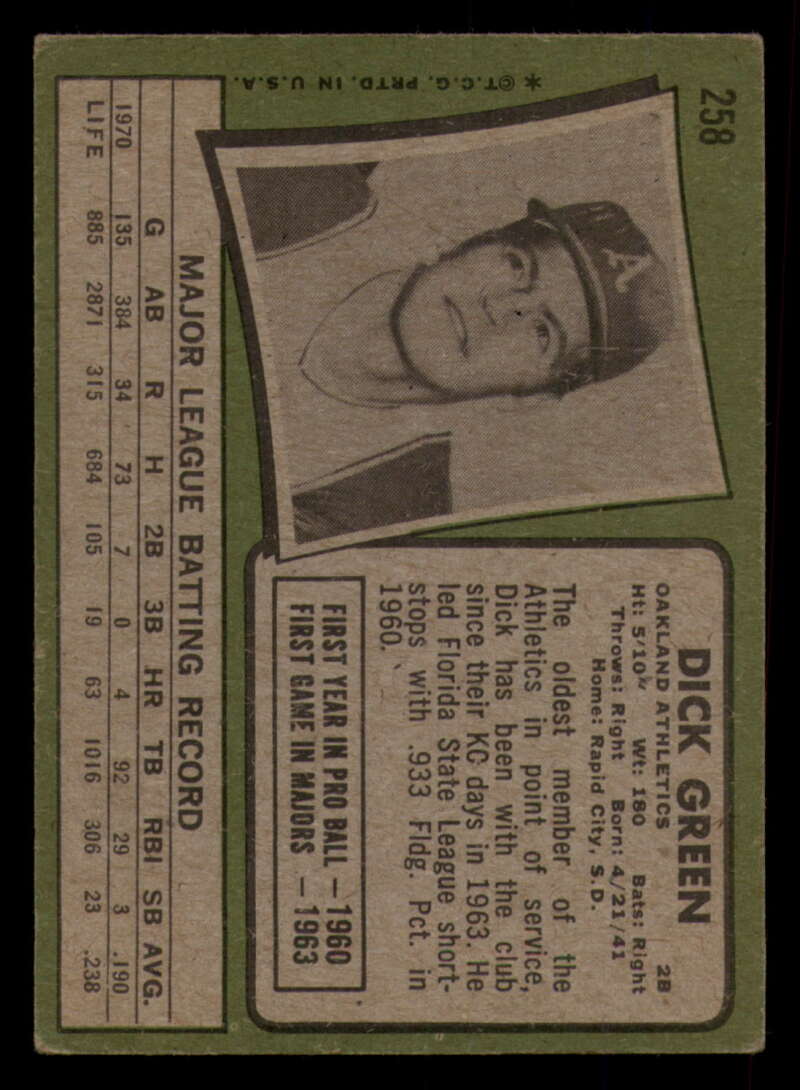 258
A
DICK GREEN
OAKLAND ATHLETICS 2B
Ht: 5'10" Wt: 180 Bats: Right
Throws: Right Born: 4/21/41
Home: Rapid City, S.D.
The oldest member of the
Athletics in point of service,
Dick has been with the club
since their KC days in 1963. He
led Florida State League short-
stops with .933 Fldg. Pct. in
1960.
FIRST YEAR IN PRO BALL — 1960
FIRST GAME IN MAJORS — 1963
MAJOR LEAGUE BATTING RECORD
G AB R H 2B 3B HR TB RBI SB AVG.
1970 135 384 34 73 7 0 4 92 29 3 .190
LIFE 885 2871 315 684 105 19 63 1016 306 23 .238
* ©T.C.G. PRTD. IN U.S.A.